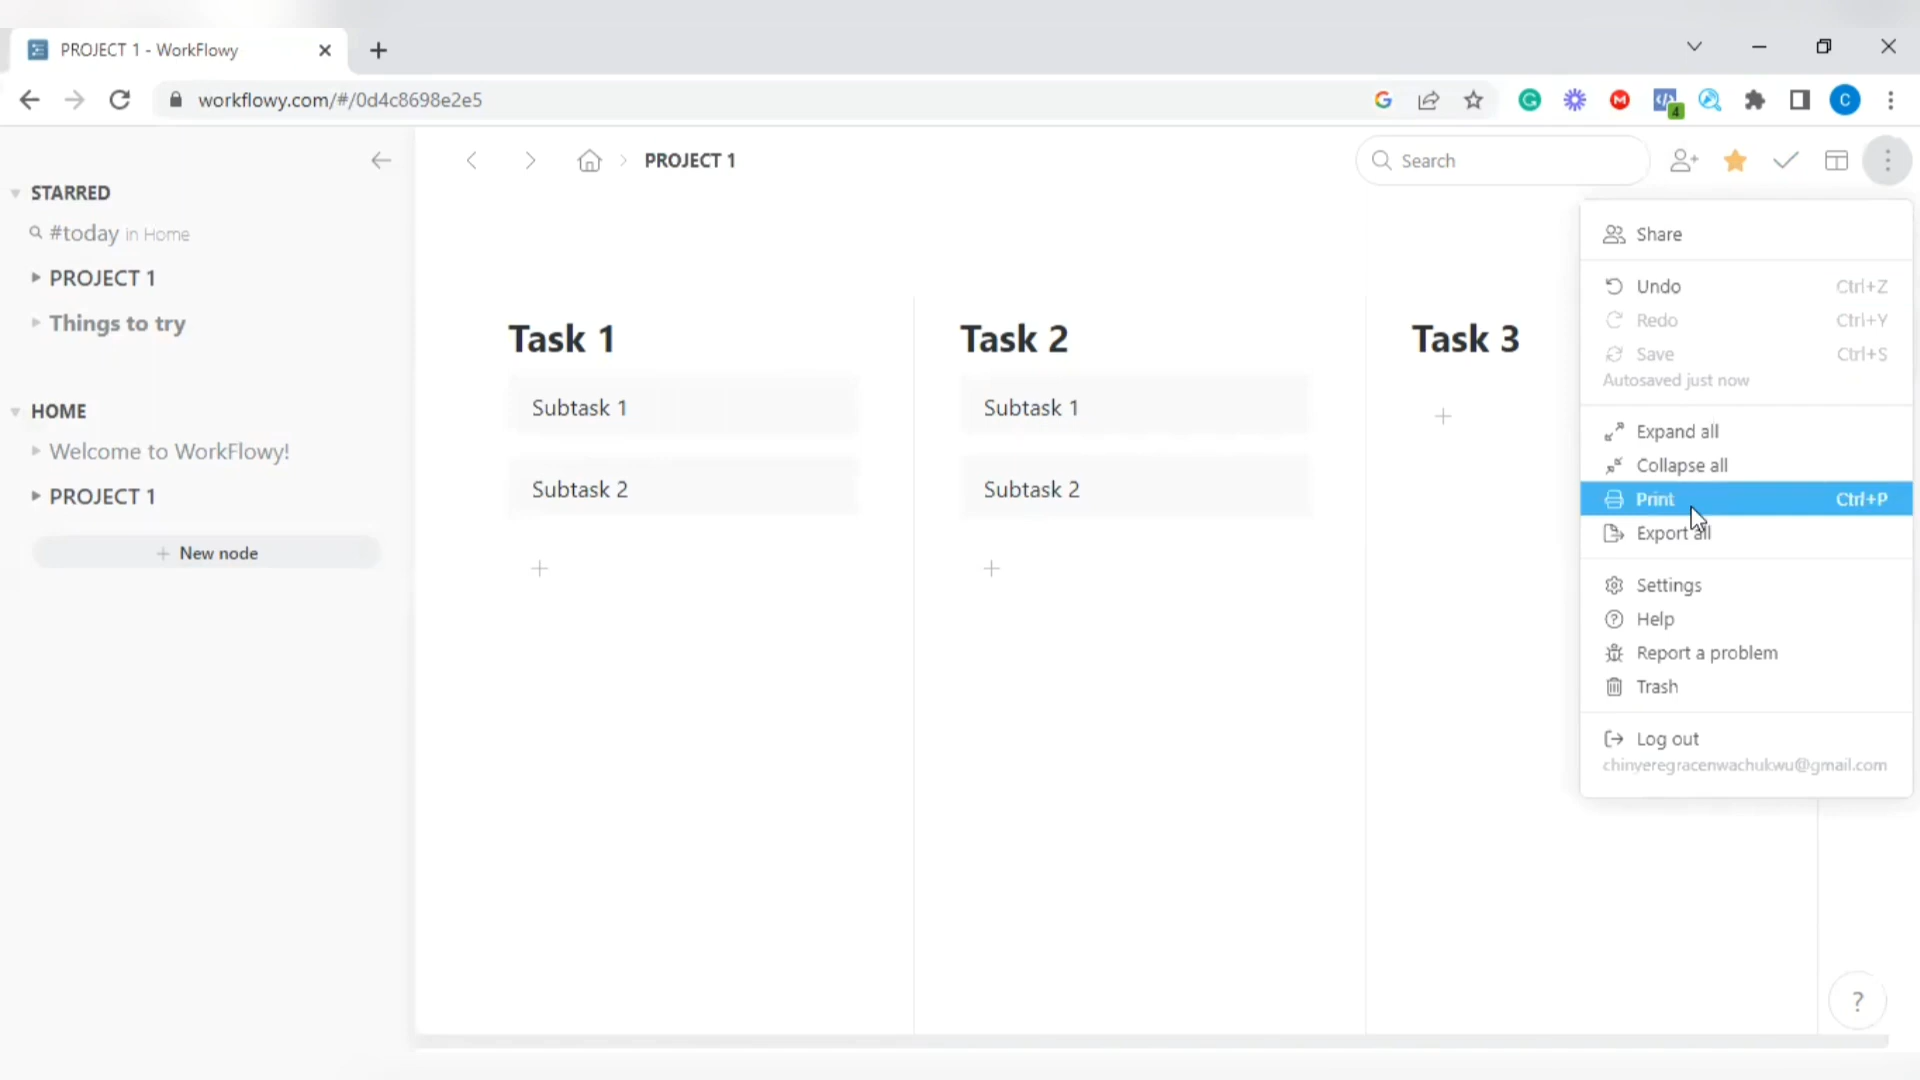 PROJECT 1 - WorkFlowy
workflowy.com/#/0d4c8698e2e5
4
C
STARRED
#today in Home
PROJECT 1
Things to try
HOME
Welcome to WorkFlowy!
PROJECT 1
+ New node
PROJECT 1
Search
Task 1
Subtask 1
Subtask 2
+
Task 2
Subtask 1
Subtask 2
+
Task 3
+
Share
Undo Ctrl+Z
Redo Ctrl+Y
Save Ctrl+S
Autosaved just now
Expand all
Collapse all
Print Ctrl+P
Export all
Settings
Help
Report a problem
Trash
Log out
chinyeregracenwachukwu@gmail.com
?